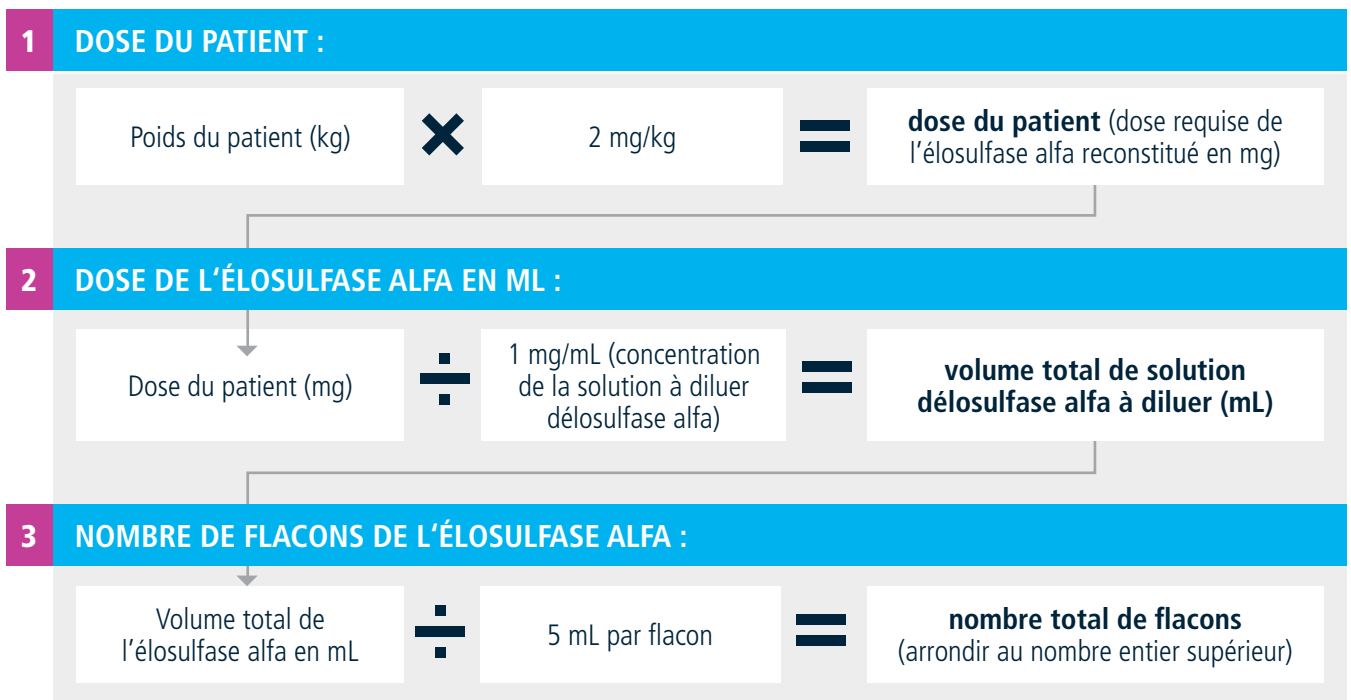 1 DOSE DU PATIENT :
Poids du patient (kg)
×
2 mg/kg
=
dose du patient (dose requise de
l'élosulfase alfa reconstitué en mg)
2 DOSE DE L‘ÉLOSULFASE ALFA EN ML :
Dose du patient (mg)
÷
1 mg/mL (concentration
de la solution à diluer
délosulfase alfa)
=
volume total de solution
délosulfase alfa à diluer (mL)
3 NOMBRE DE FLACONS DE L‘ÉLOSULFASE ALFA :
Volume total de
l'élosulfase alfa en mL
÷
5 mL par flacon
=
nombre total de flacons
(arrondir au nombre entier supérieur)